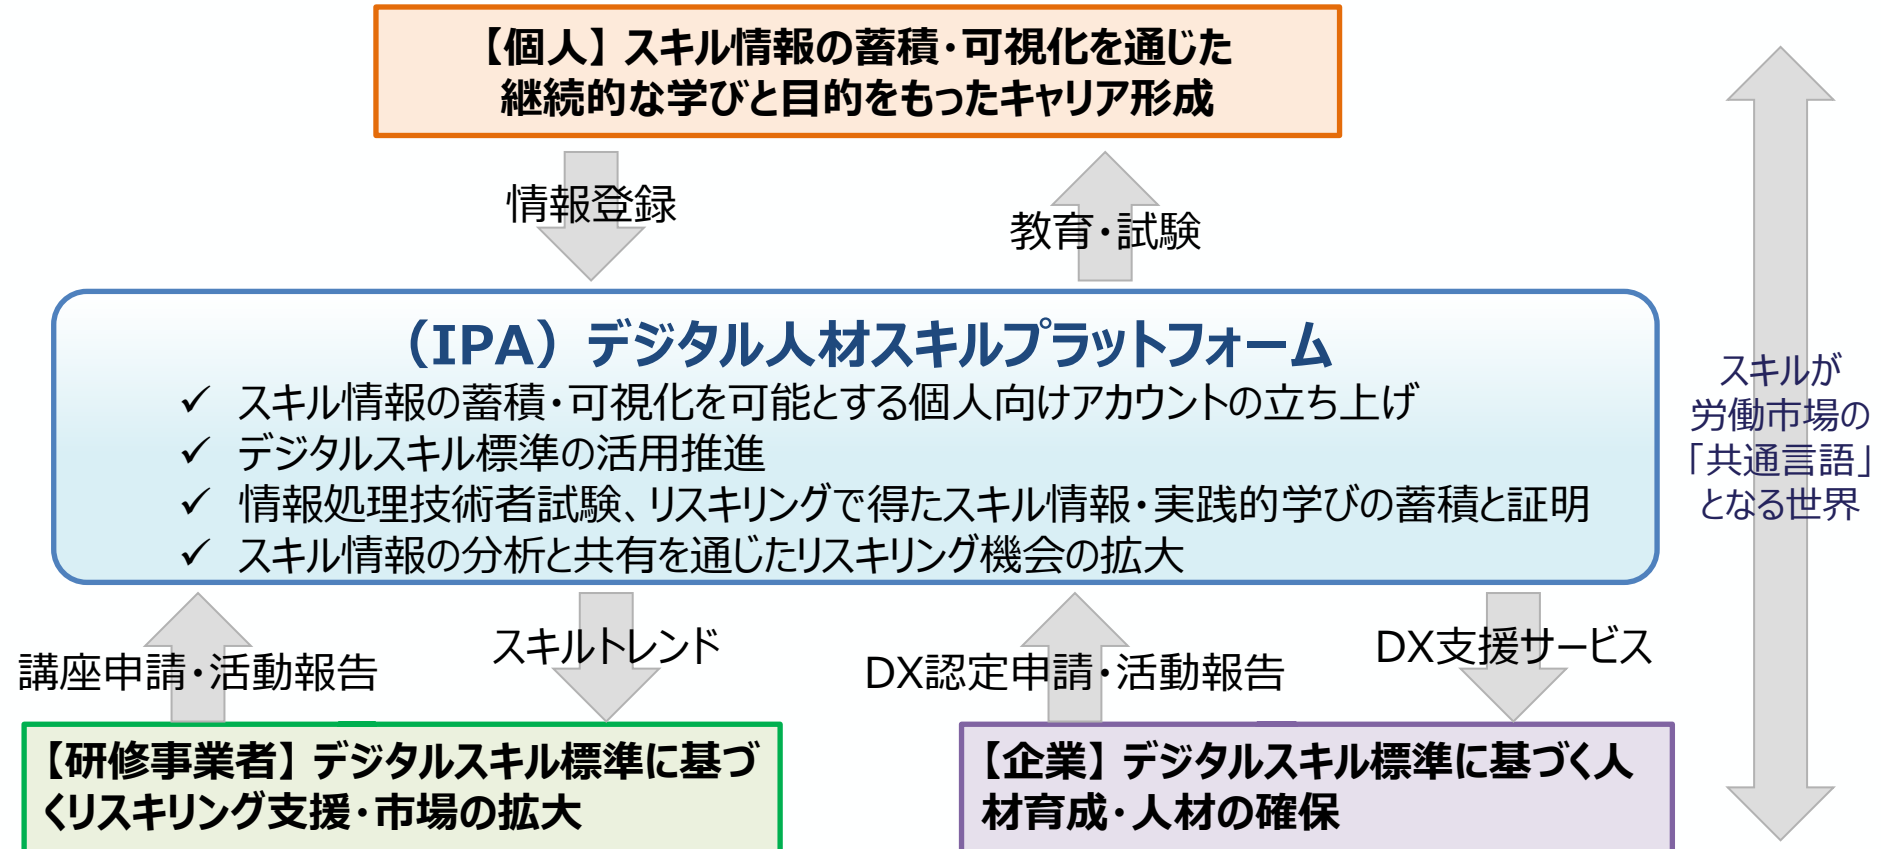 【個人】スキル情報の蓄積・可視化を通じた
継続的な学びと目的をもったキャリア形成
情報登録
教育・試験
（IPA）デジタル人材スキルプラットフォーム
✓ スキル情報の蓄積・可視化を可能とする個人向けアカウントの立ち上げ
✓ デジタルスキル標準の活用推進
✓ 情報処理技術者試験、リスキリングで得たスキル情報・実践的学びの蓄積と証明
✓ スキル情報の分析と共有を通じたリスキリング機会の拡大
スキルが
労働市場の
「共通言語」
となる世界
講座申請・活動報告
スキルトレンド
DX認定申請・活動報告
DX支援サービス
【研修事業者】デジタルスキル標準に基づ
くリスキリング支援・市場の拡大
【企業】デジタルスキル標準に基づく人
材育成・人材の確保